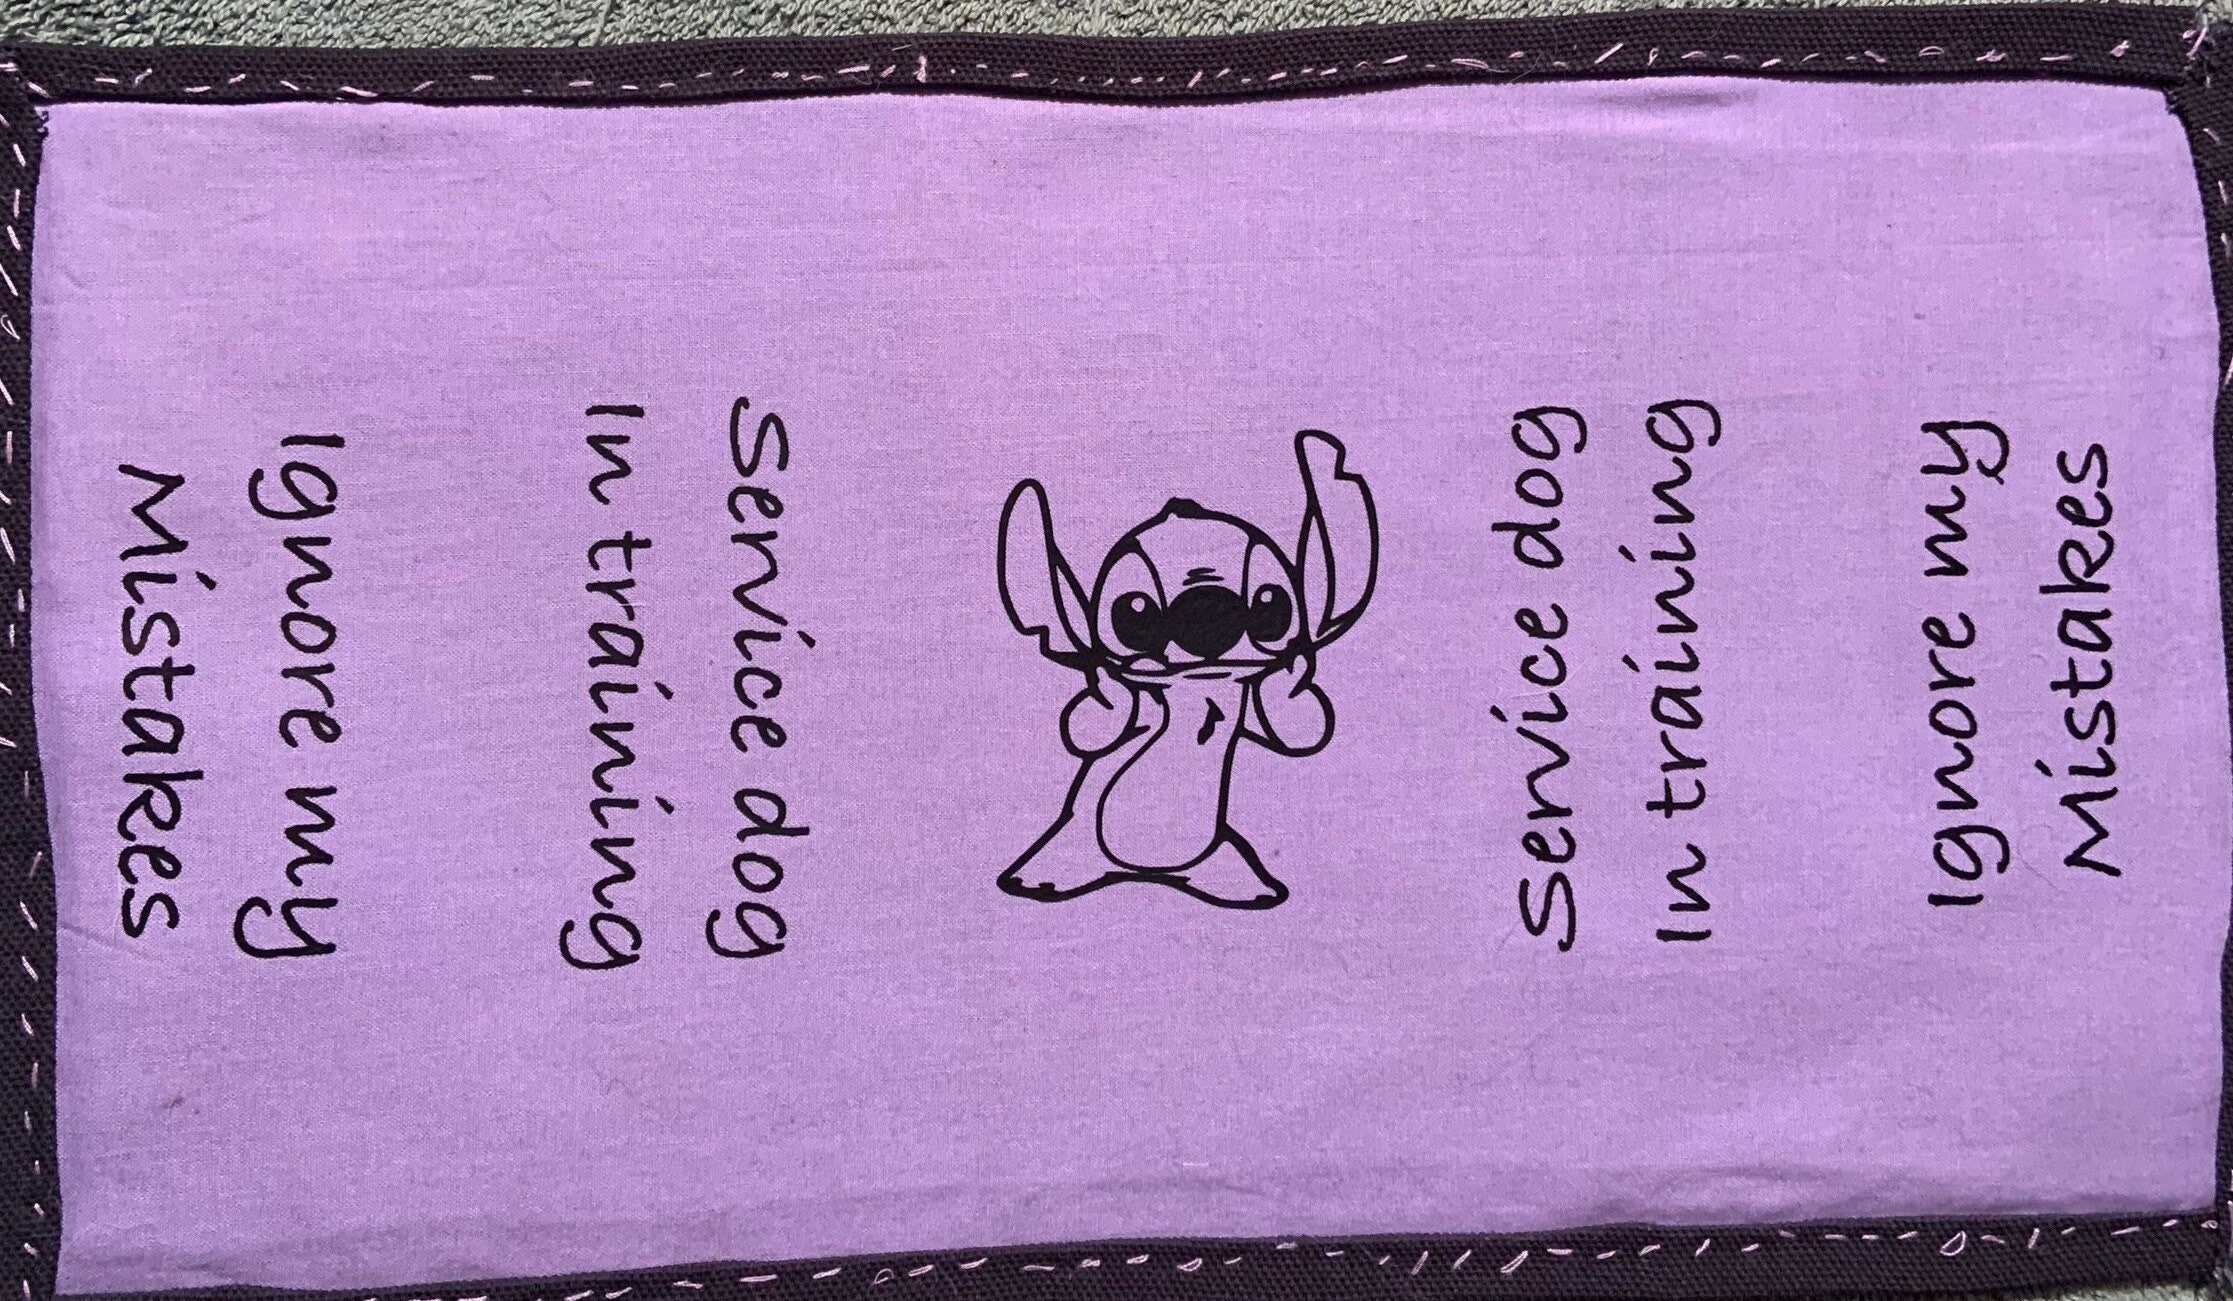 Service dog
In training
Ignore my
Mistakes
Service dog
In training
Ignore my
Mistakes